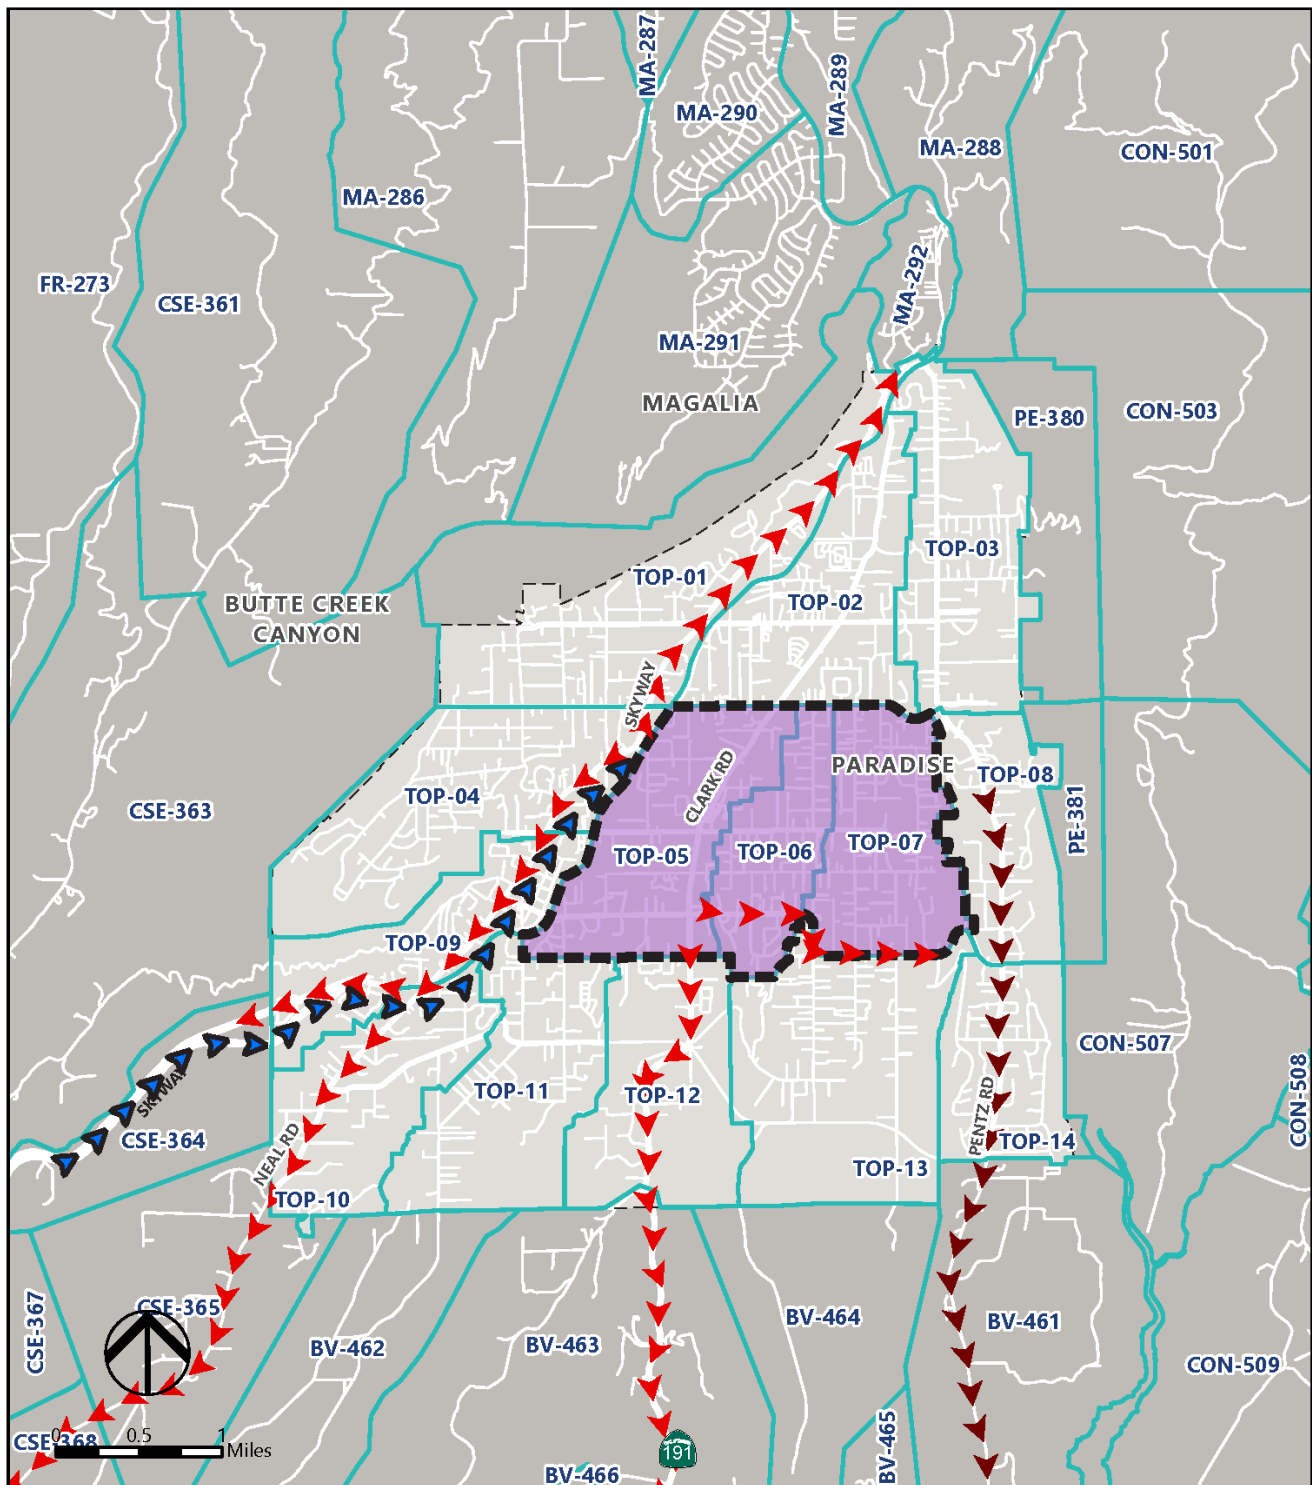 MA-287
MA-290
MA-289
MA-288
CON-501
MA-286
FR-273
CSE-361
MA-292
MA-291
MAGALIA
PE-380
CON-503
TOP-03
TOP-01
TOP-02
BUTTE CREEK
CANYON
SKYWAY
CLARK RD
PARADISE
TOP-08
CSE-363
TOP-04
PE-381
TOP-05
TOP-06
TOP-07
TOP-09
CON-507
SKYWAY
TOP-11
TOP-12
CON-508
PENTZ RD
CSE-364
NEAL RD
TOP-14
TOP-13
TOP-10
CSE-367
CSE-365
BV-462
BV-463
BV-464
BV-461
CON-509
CSE-368
0 0.5 1
Miles
191
BV-465
BV-466